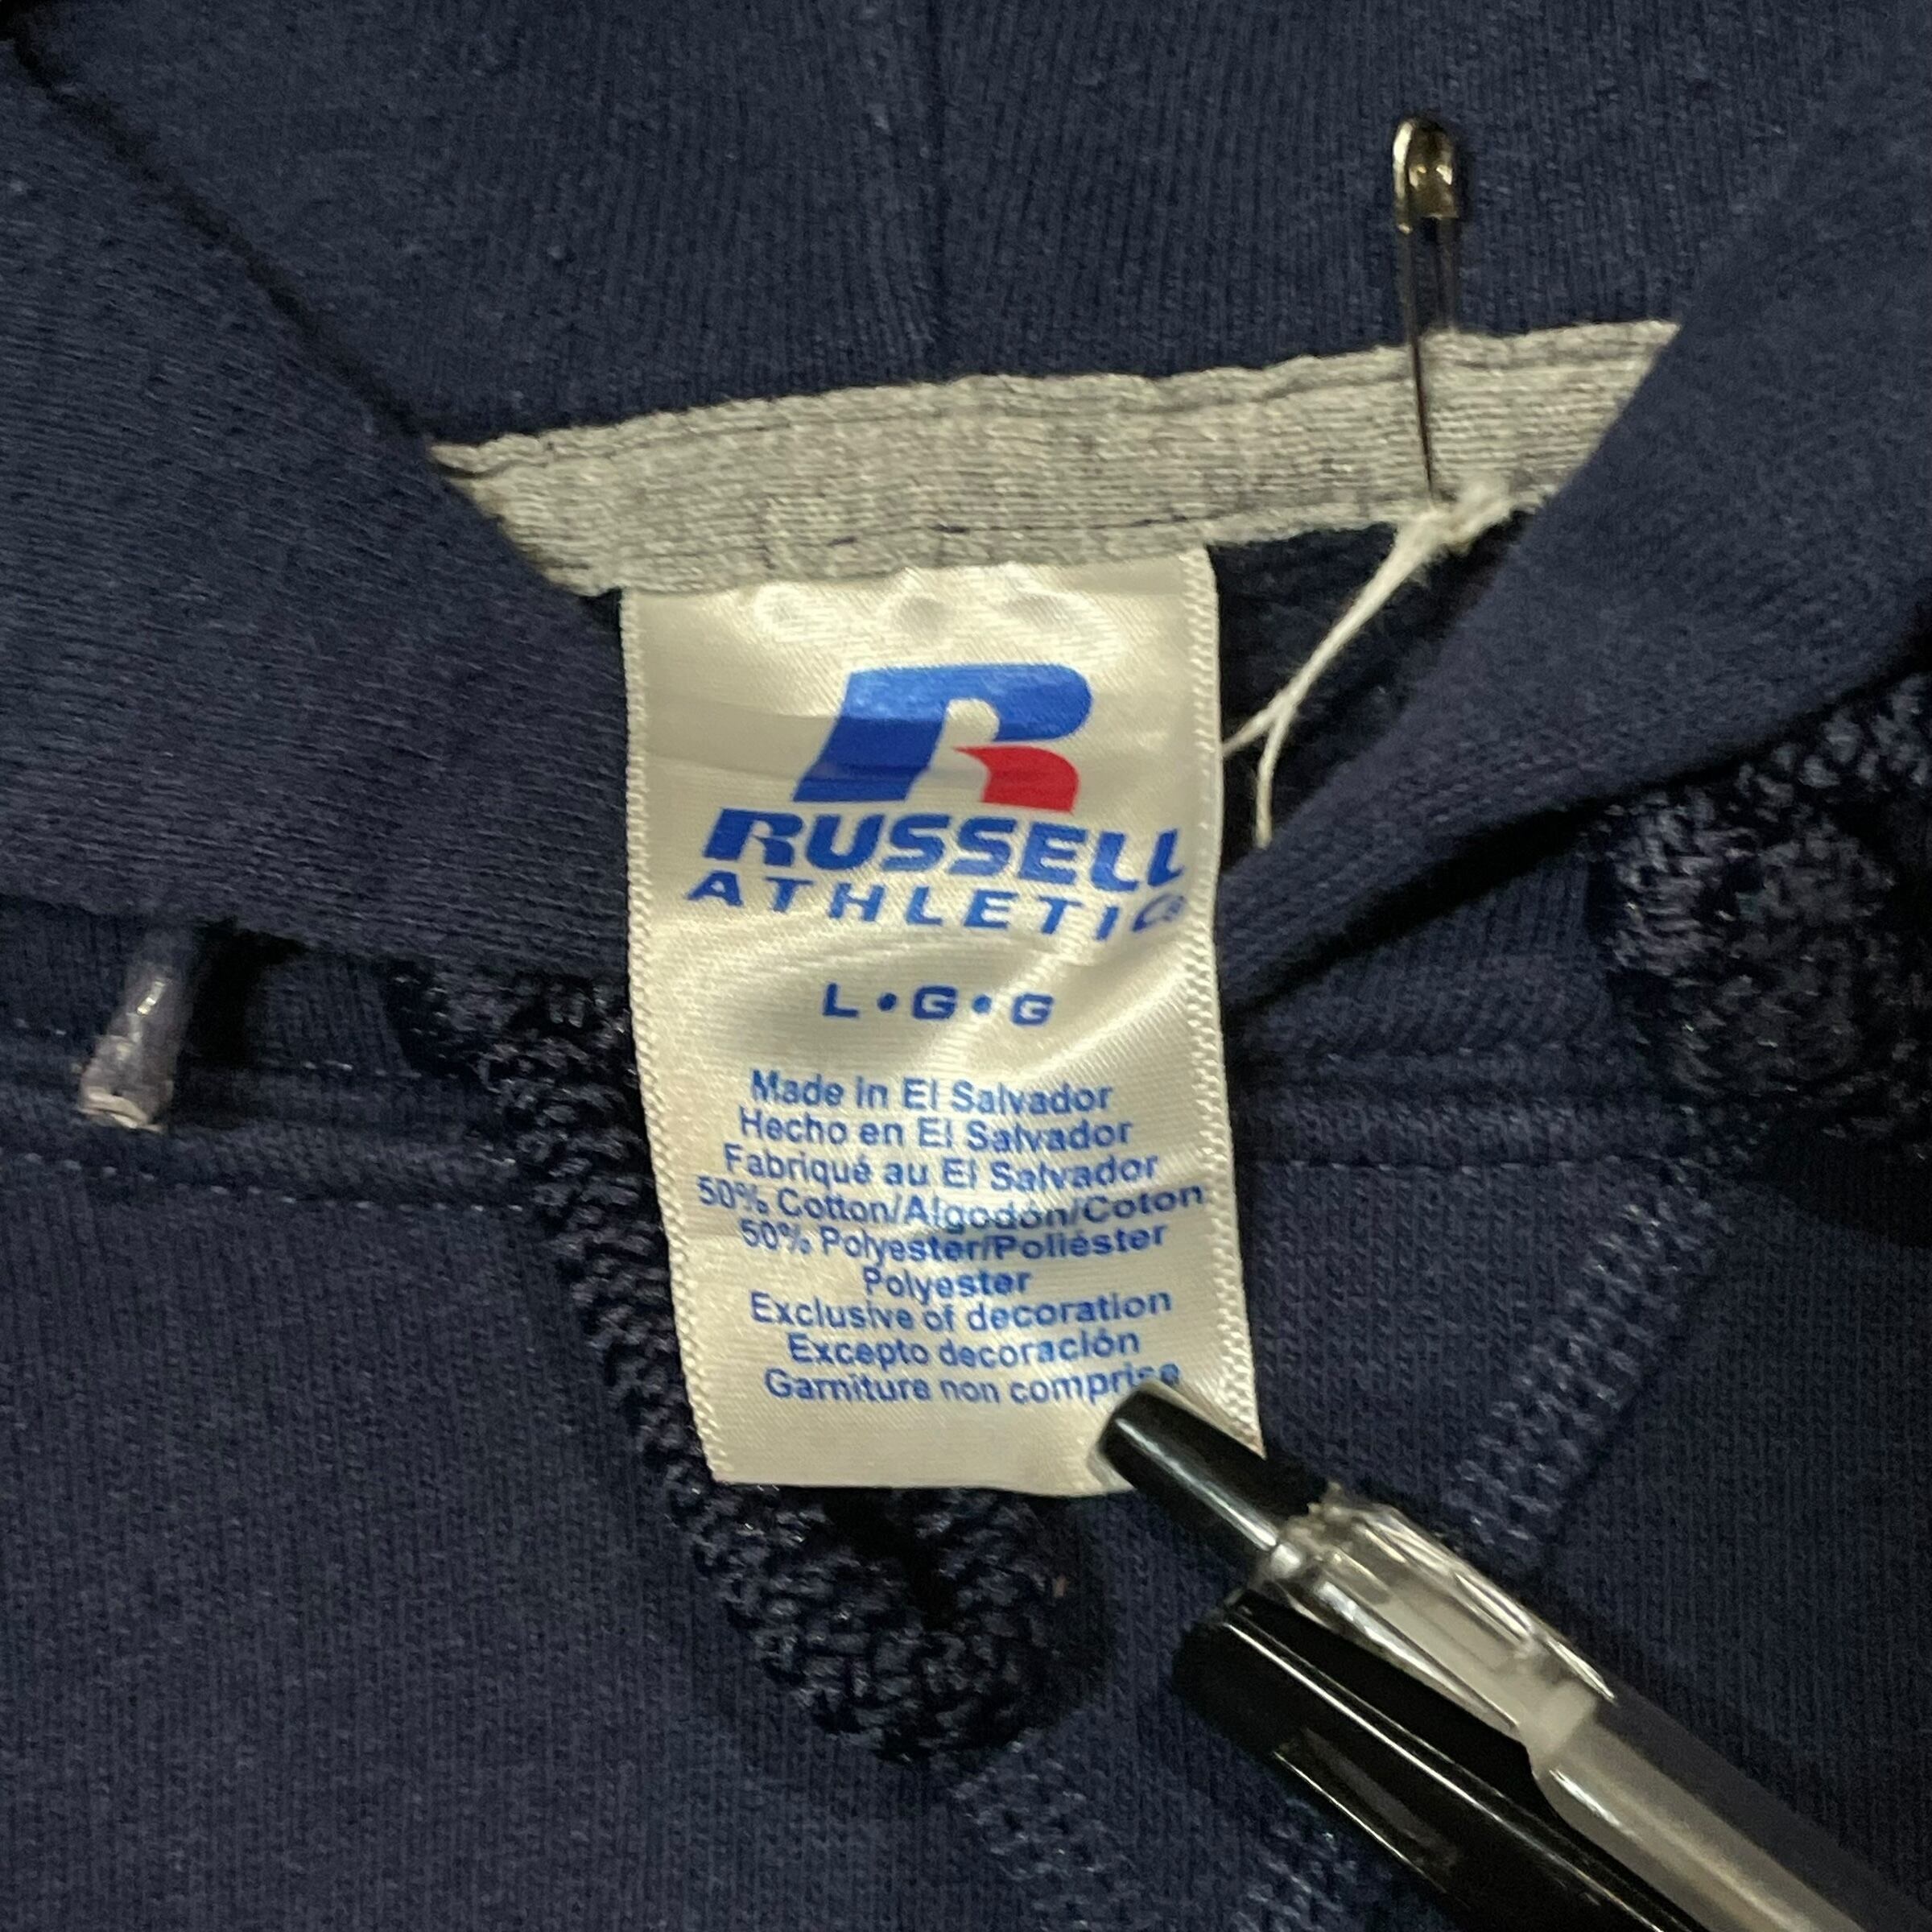 R
RUSSELL
ATHLETIC®
L•G•G
Made in El Salvador
Hecho en El Salvador
Fabriqué au El Salvador
50% Cotton/Algodón/Coton
50% Polyester/Poliéster
Polyester
Exclusive of decoration
Excepto decoración
Garniture non comprise